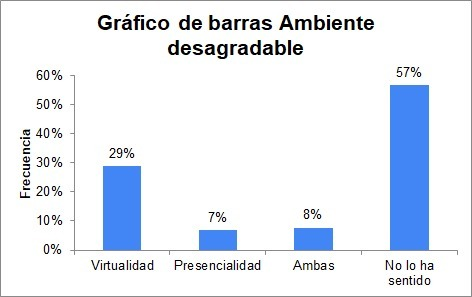 Gráfico de barras Ambiente
desagradable
Frecuencia
60%
50%
40%
30%
20%
10%
0%
29%
7%
8%
57%
Virtualidad
Presencialidad
Ambas
No lo ha
sentido